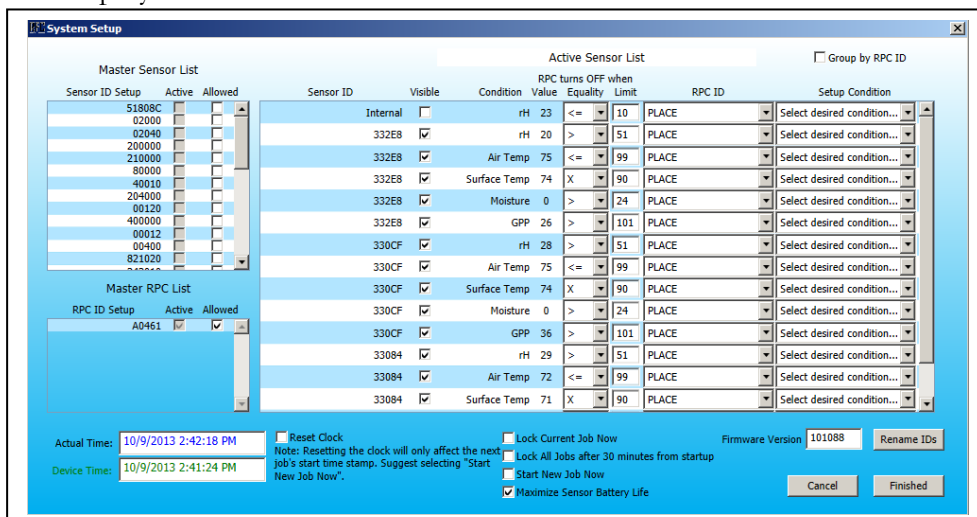 System Setup
Active Sensor List
Group by RPC ID
Master Sensor List
RPC turns OFF when
Sensor ID Setup Active Allowed
Sensor ID Visible Condition Value Equality Limit RPC ID Setup Condition
51808C
02000
02040
200000
210000
80000
40010
204000
00120
400000
00012
00400
821020
Internal rH 23 <= 10 PLACE Select desired condition...
332E8 rH 20 > 51 PLACE Select desired condition...
332E8 Air Temp 75 <= 99 PLACE Select desired condition...
332E8 Surface Temp 74 X 90 PLACE Select desired condition...
332E8 Moisture 0 > 24 PLACE Select desired condition...
332E8 GPP 26 > 101 PLACE Select desired condition...
330CF rH 28 > 51 PLACE Select desired condition...
330CF Air Temp 75 <= 99 PLACE Select desired condition...
330CF Surface Temp 74 X 90 PLACE Select desired condition...
330CF Moisture 0 > 24 PLACE Select desired condition...
330CF GPP 36 > 101 PLACE Select desired condition...
33084 rH 29 > 51 PLACE Select desired condition...
33084 Air Temp 72 <= 99 PLACE Select desired condition...
33084 Surface Temp 71 X 90 PLACE Select desired condition...
Master RPC List
RPC ID Setup Active Allowed
A0461
Actual Time: 10/9/2013 2:42:18 PM
Device Time: 10/9/2013 2:41:24 PM
Reset Clock
Note: Resetting the clock will only affect the next
job's start time stamp. Suggest selecting "Start
New Job Now".
Lock Current Job Now
Lock All Jobs after 30 minutes from startup
Start New Job Now
Maximize Sensor Battery Life
Firmware Version 101088
Rename IDs
Cancel
Finished